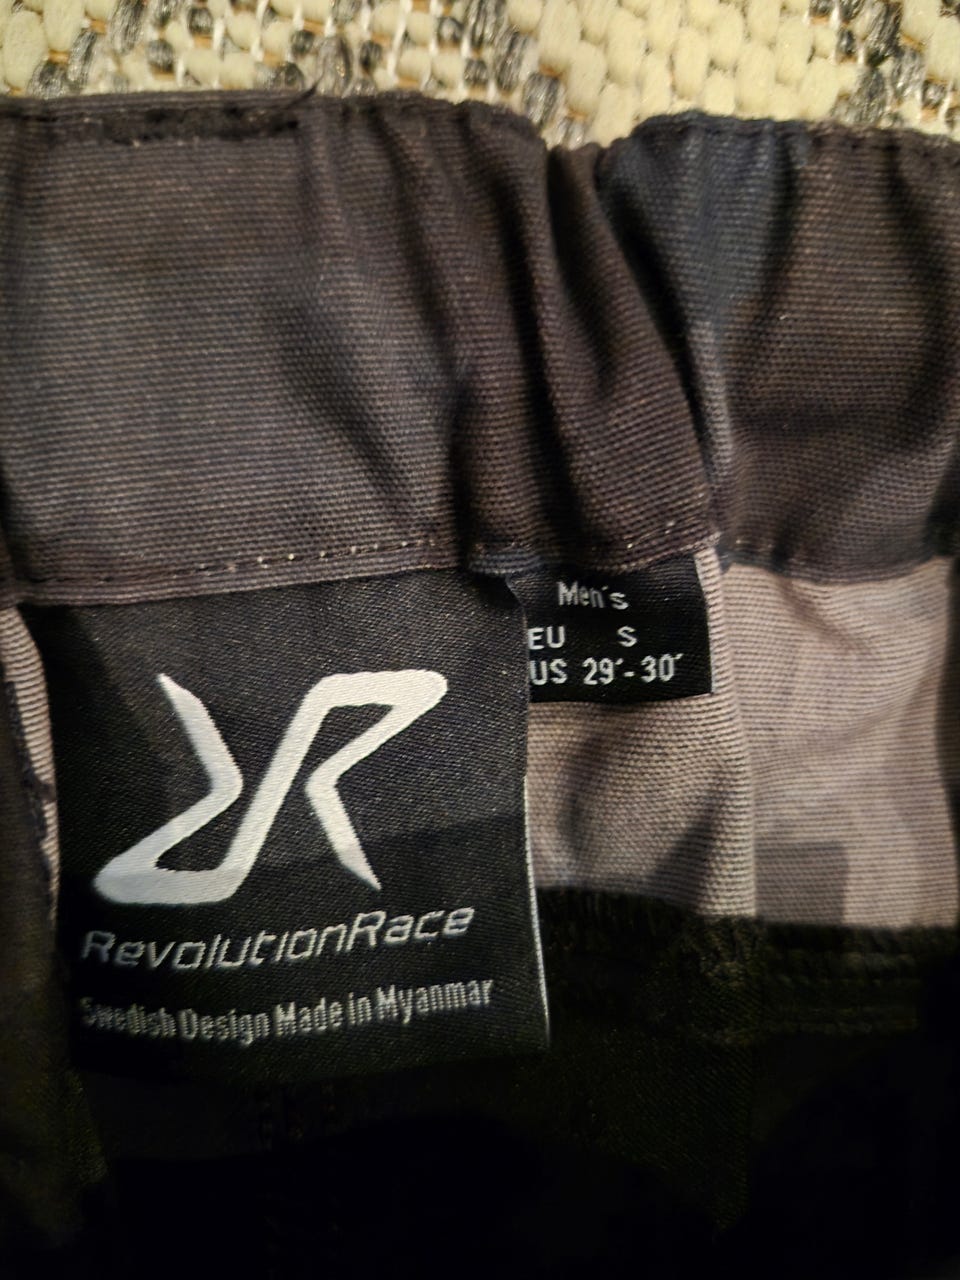 Men's
EU S
US 29´-30´
RevolutionRace
Swedish Design Made in Myanmar